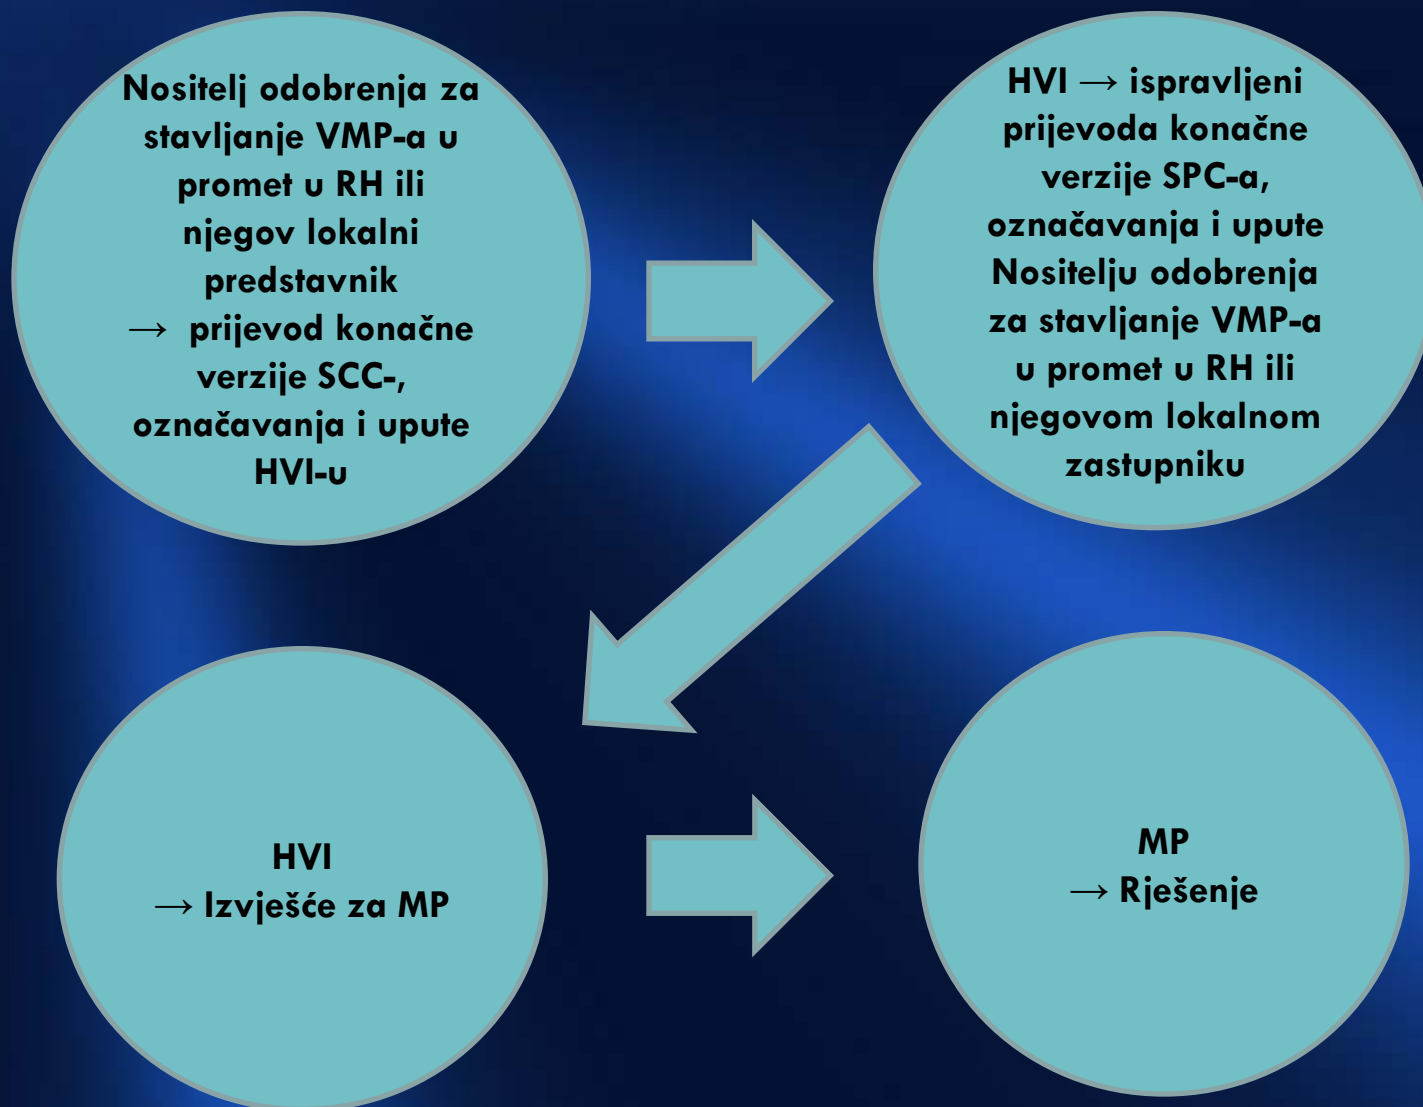 Nositelj odobrenja za
stavljanje VMP-a u
promet u RH ili
njegov lokalni
predstavnik
→ prijevod konačne
verzije SCC-,
označavanja i upute
HVI-u
HVI → ispravljeni
prijevoda konačne
verzije SPC-a,
označavanja i upute
Nositelju odobrenja
za stavljanje VMP-a
u promet u RH ili
njegovom lokalnom
zastupniku
HVI
→ Izvješće za MP
MP
→ Rješenje